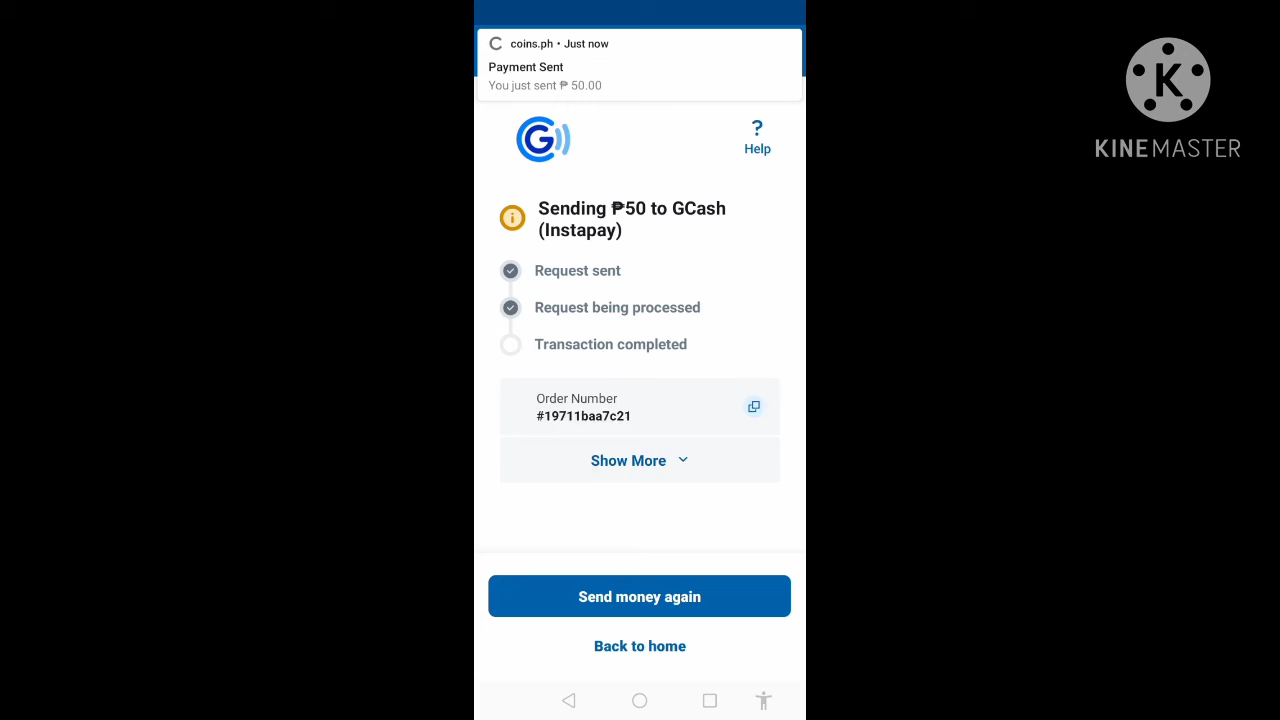 coins.ph • Just now
Payment Sent
You just sent ₱ 50.00
G
? 
Help
Sending ₱50 to GCash
(Instapay)
Request sent
Request being processed
Transaction completed
Order Number
#19711baa7c21
Show More
Send money again
Back to home
K
KINEMASTER